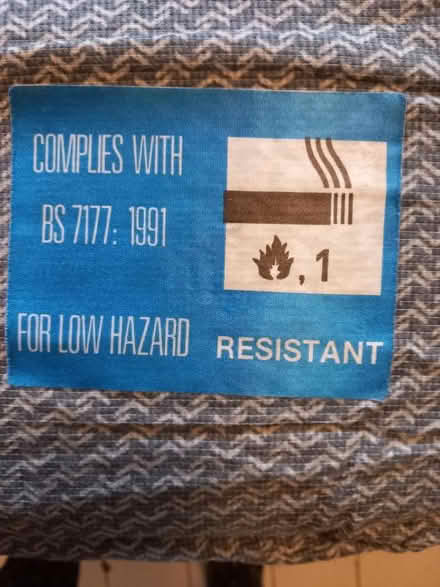 COMPLIES WITH
BS 7177: 1991
FOR LOW HAZARD
, 1
RESISTANT